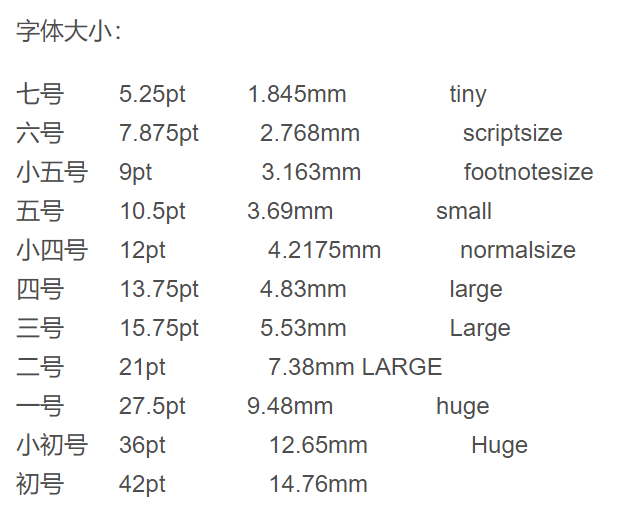 字体大小:
七号 5.25pt 1.845mm tiny
六号 7.875pt 2.768mm scriptsize
小五号 9pt 3.163mm footnotesize
五号 10.5pt 3.69mm small
小四号 12pt 4.2175mm normalsize
四号 13.75pt 4.83mm large
三号 15.75pt 5.53mm Large
二号 21pt 7.38mm LARGE
一号 27.5pt 9.48mm huge
小初号 36pt 12.65mm Huge
初号 42pt 14.76mm